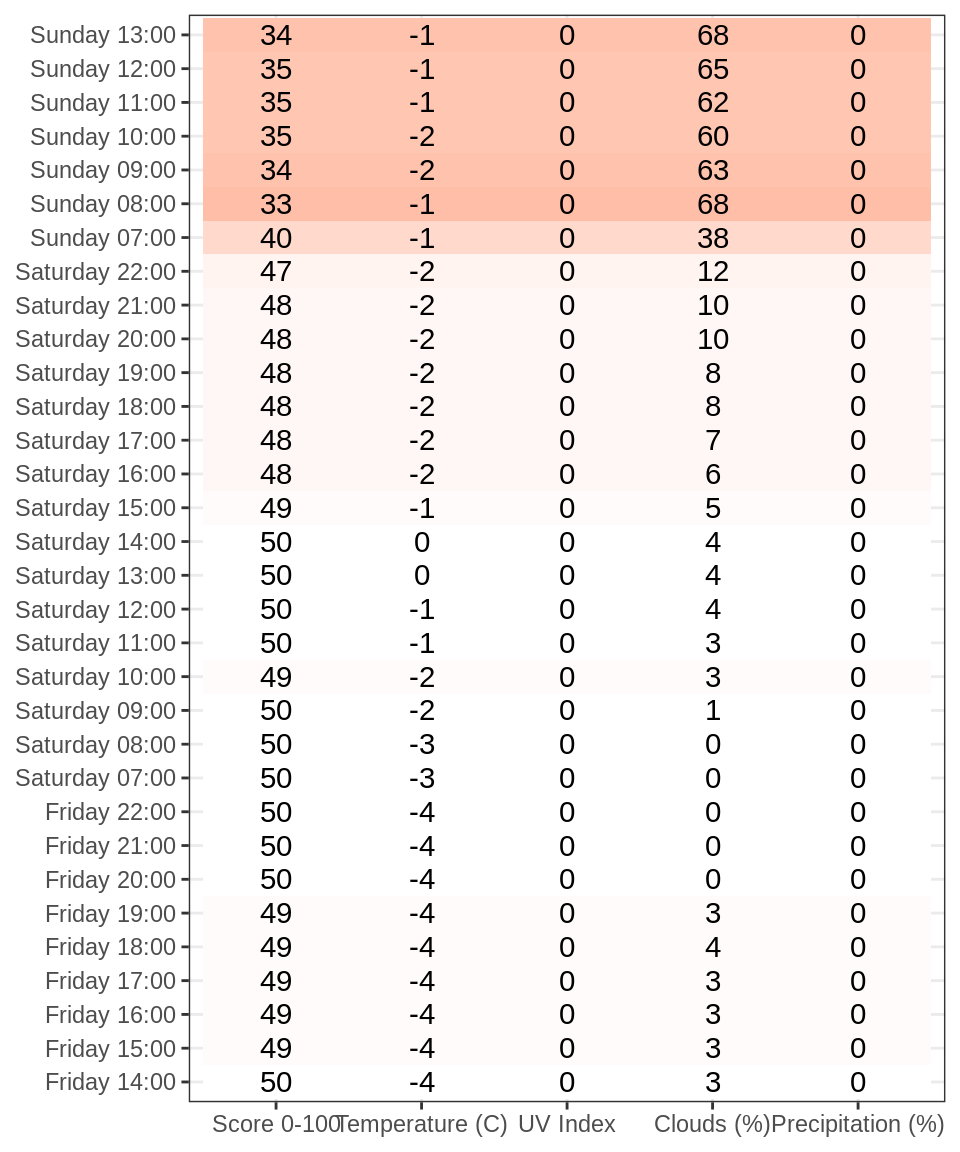 Sunday 13:00 34 -1 0 68 0
Sunday 12:00 35 -1 0 65 0
Sunday 11:00 35 -1 0 62 0
Sunday 10:00 35 -2 0 60 0
Sunday 09:00 34 -2 0 63 0
Sunday 08:00 33 -1 0 68 0
Sunday 07:00 40 -1 0 38 0
Saturday 22:00 47 -2 0 12 0
Saturday 21:00 48 -2 0 10 0
Saturday 20:00 48 -2 0 10 0
Saturday 19:00 48 -2 0 8 0
Saturday 18:00 48 -2 0 8 0
Saturday 17:00 48 -2 0 7 0
Saturday 16:00 48 -2 0 6 0
Saturday 15:00 49 -1 0 5 0
Saturday 14:00 50 0 0 4 0
Saturday 13:00 50 0 0 4 0
Saturday 12:00 50 -1 0 4 0
Saturday 11:00 50 -1 0 3 0
Saturday 10:00 49 -2 0 3 0
Saturday 09:00 50 -2 0 1 0
Saturday 08:00 50 -3 0 0 0
Saturday 07:00 50 -3 0 0 0
Friday 22:00 50 -4 0 0 0
Friday 21:00 50 -4 0 0 0
Friday 20:00 50 -4 0 0 0
Friday 19:00 49 -4 0 3 0
Friday 18:00 49 -4 0 4 0
Friday 17:00 49 -4 0 3 0
Friday 16:00 49 -4 0 3 0
Friday 15:00 49 -4 0 3 0
Friday 14:00 50 -4 0 3 0
Score 0-100 Temperature (C) UV Index Clouds (%) Precipitation (%)